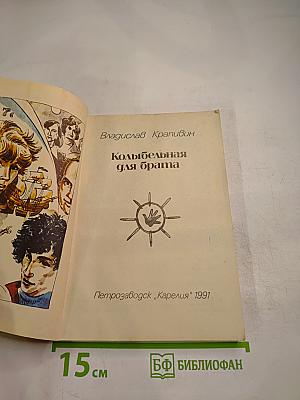 Владислав Крапивин
Колыбельная
для брата
Петрозаводск „Карелия" 1991
15 см
БФ БИБЛИОФАН